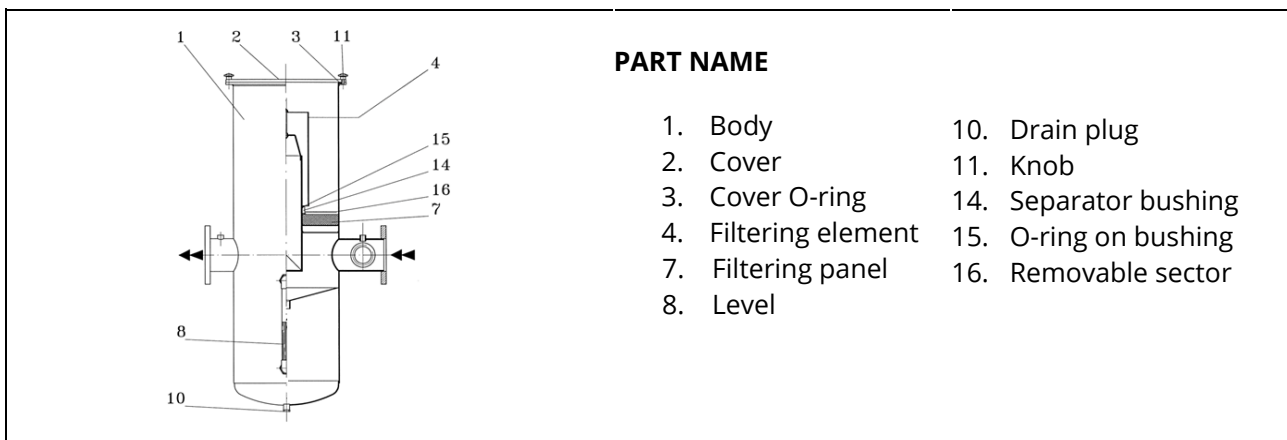 1
2
3
11
4
15
14
16
7
8
10
PART NAME
1. Body
2. Cover
3. Cover O-ring
4. Filtering element
7. Filtering panel
8. Level
10. Drain plug
11. Knob
14. Separator bushing
15. O-ring on bushing
16. Removable sector